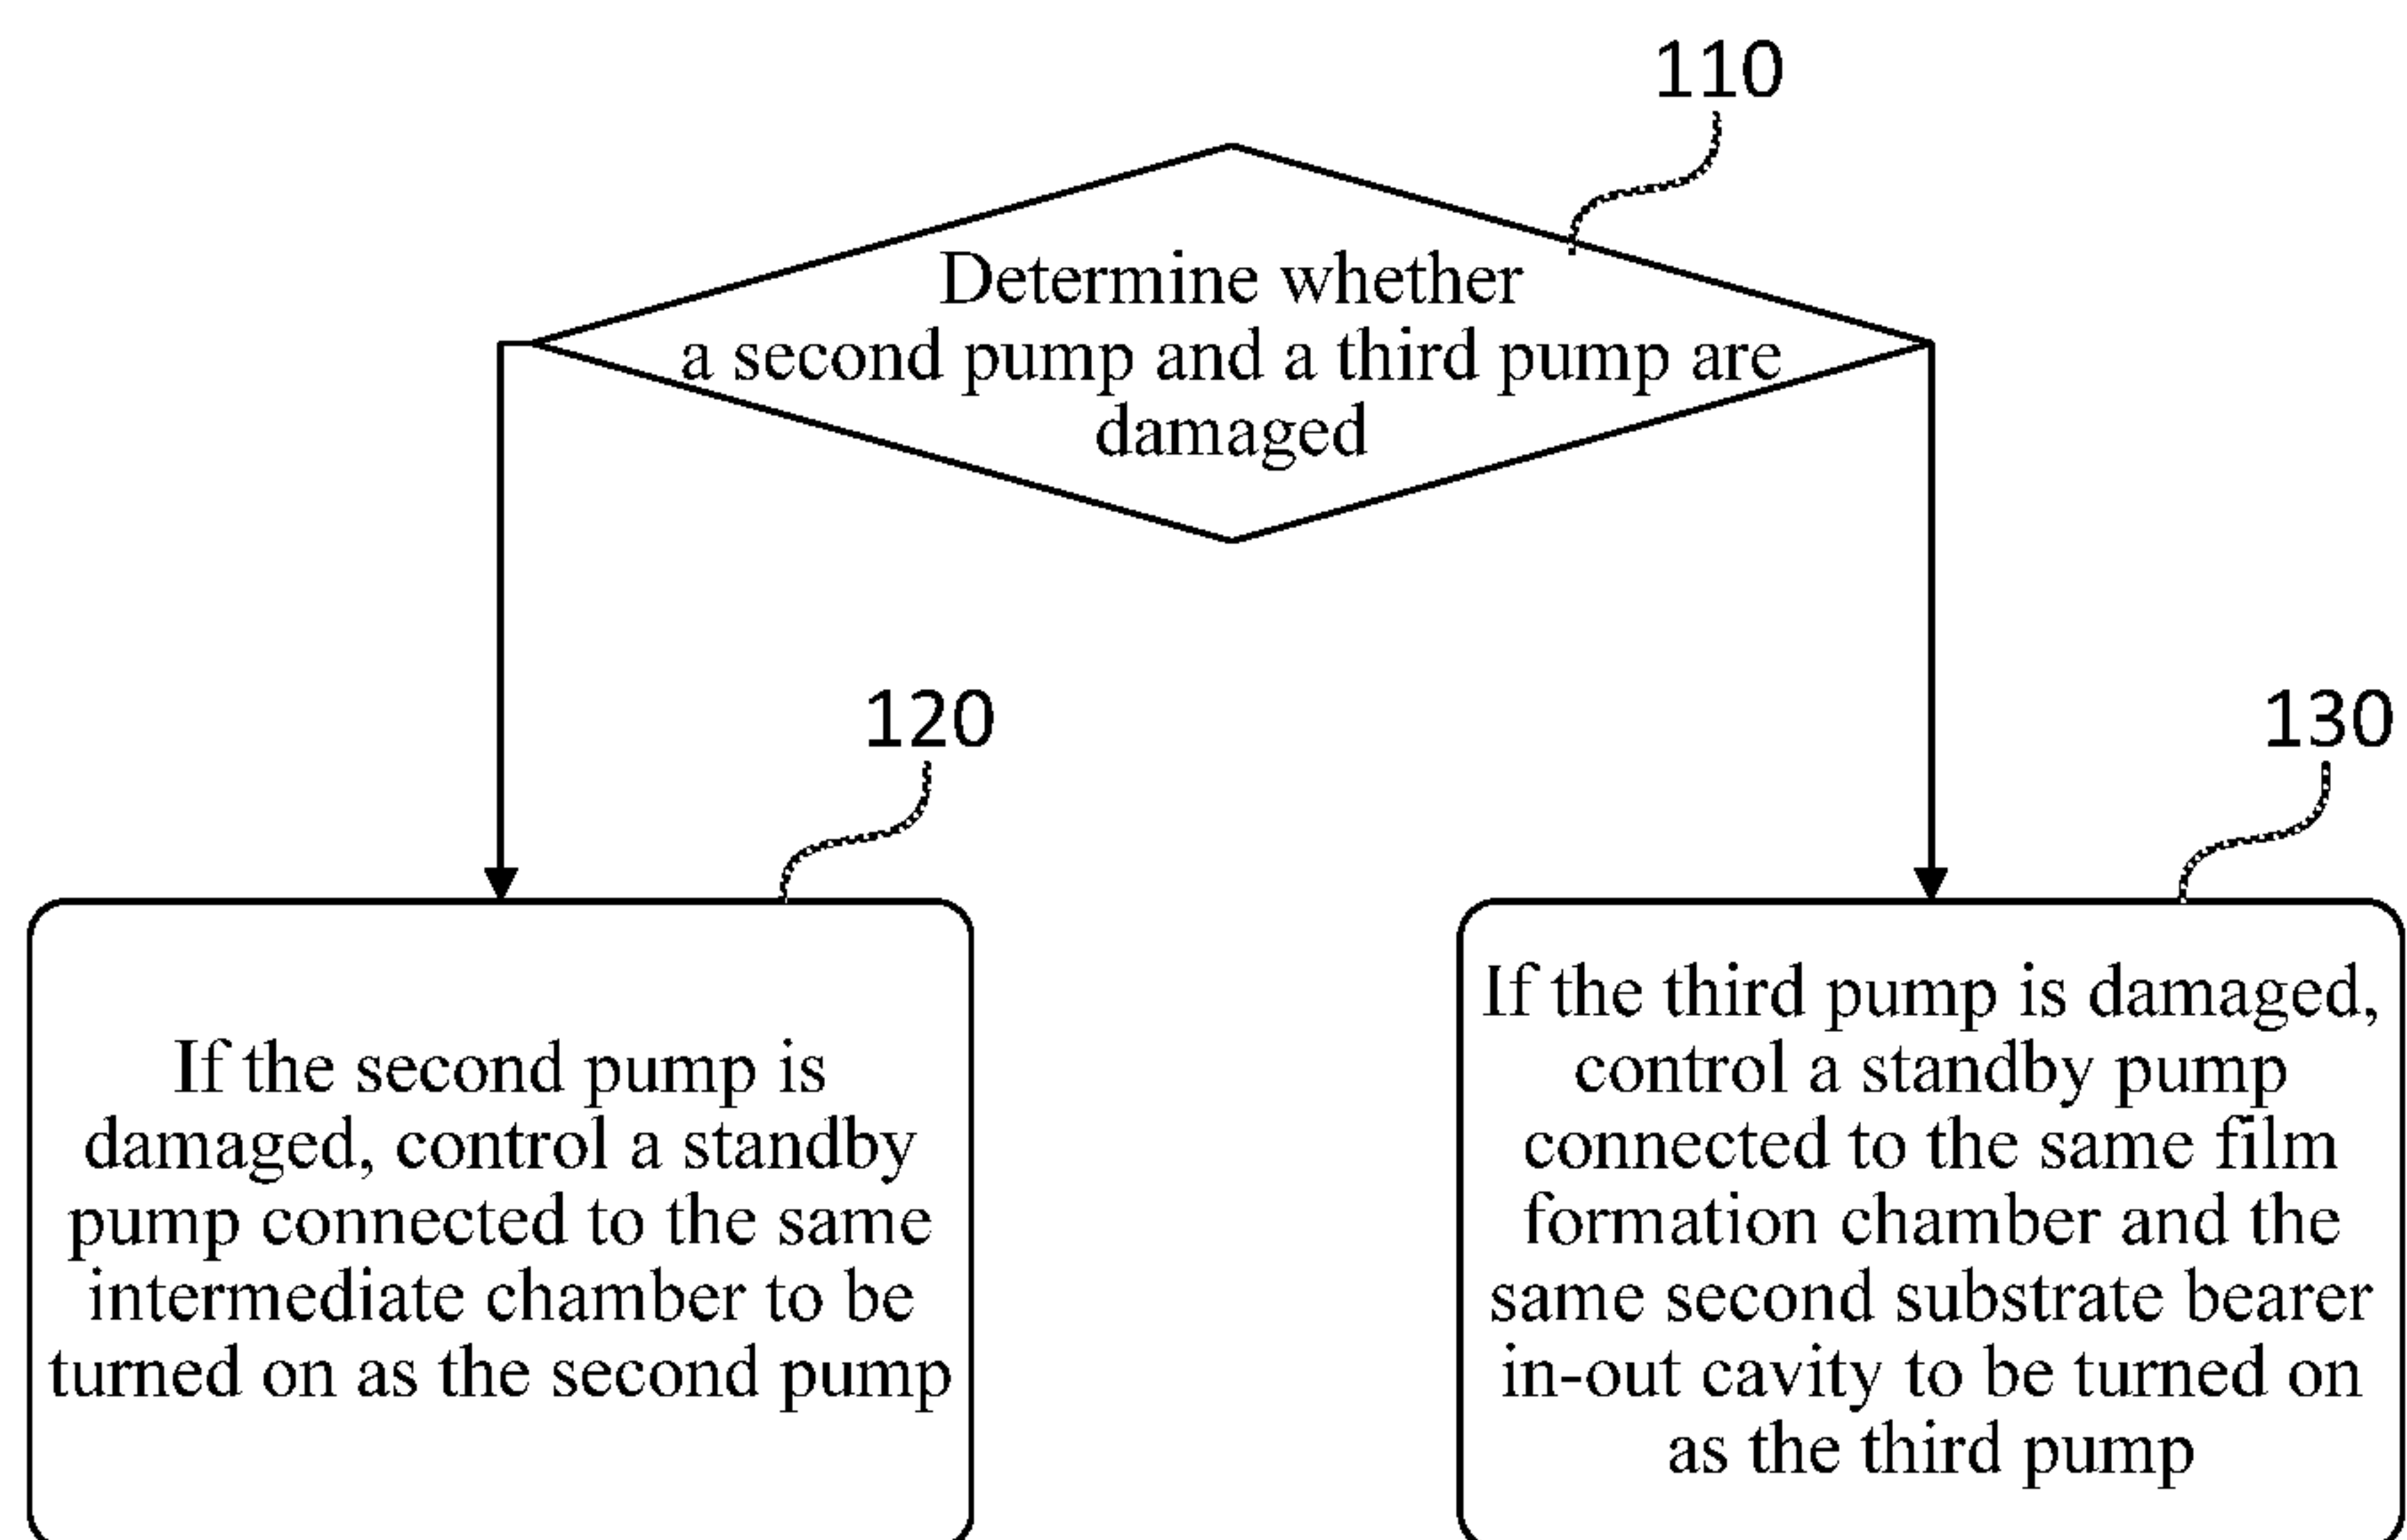 110
Determine whether
a second pump and a third pump are
damaged
120
130
If the second pump is
damaged, control a standby
pump connected to the same
intermediate chamber to be
turned on as the second pump
If the third pump is damaged,
control a standby pump
connected to the same film
formation chamber and the
same second substrate bearer
in-out cavity to be turned on
as the third pump